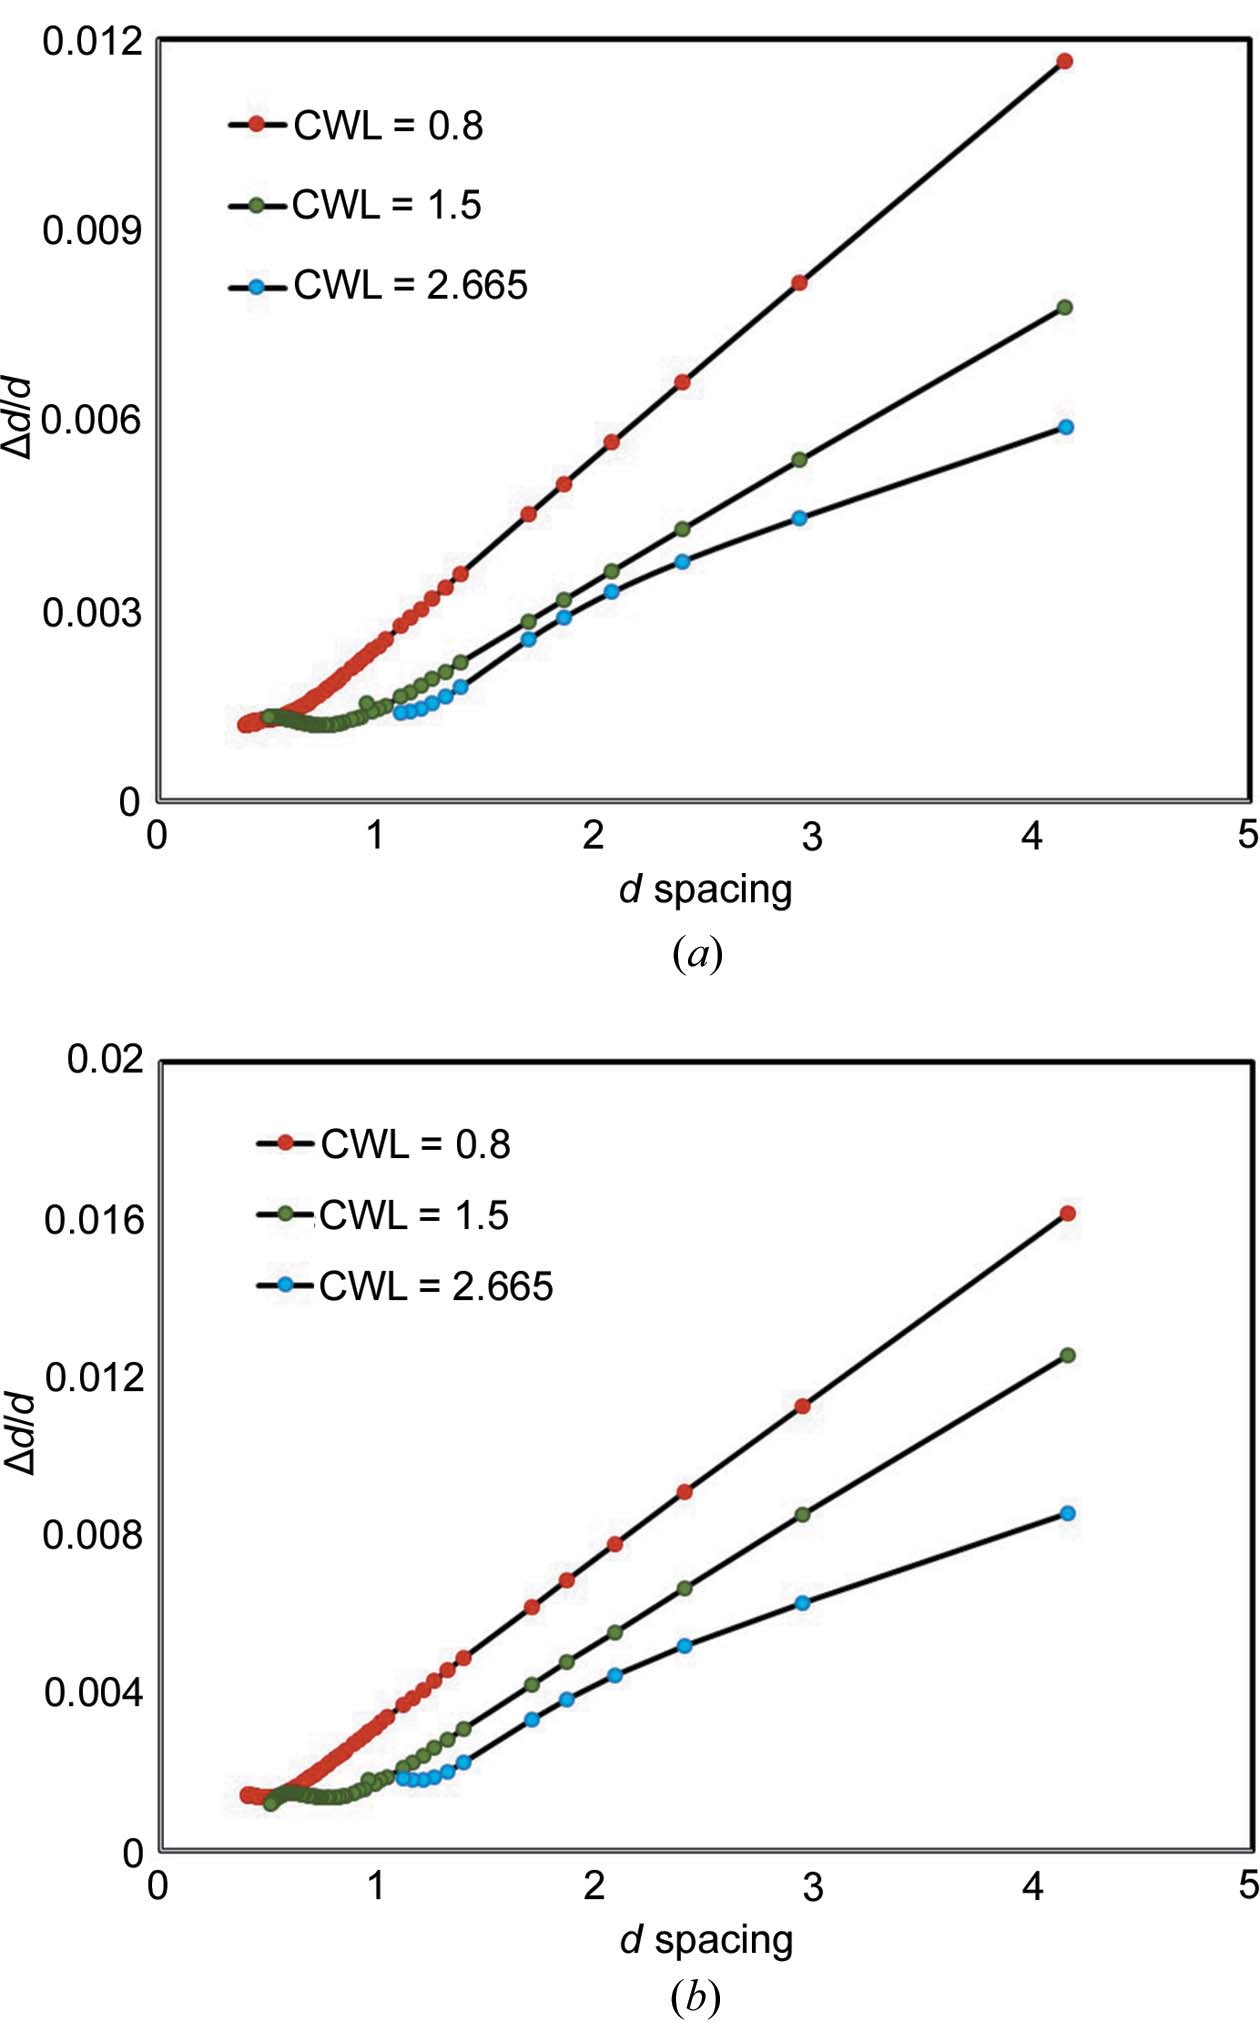 0.012
CWL = 0.8
CWL = 1.5
0.009
CWL = 2.665
Δd/d
0.006
0.003
0
0 1 2 3 4 5
d spacing
(a)
0.02
CWL = 0.8
0.016
CWL = 1.5
CWL = 2.665
0.012
Δd/d
0.008
0.004
0
0 1 2 3 4 5
d spacing
(b)